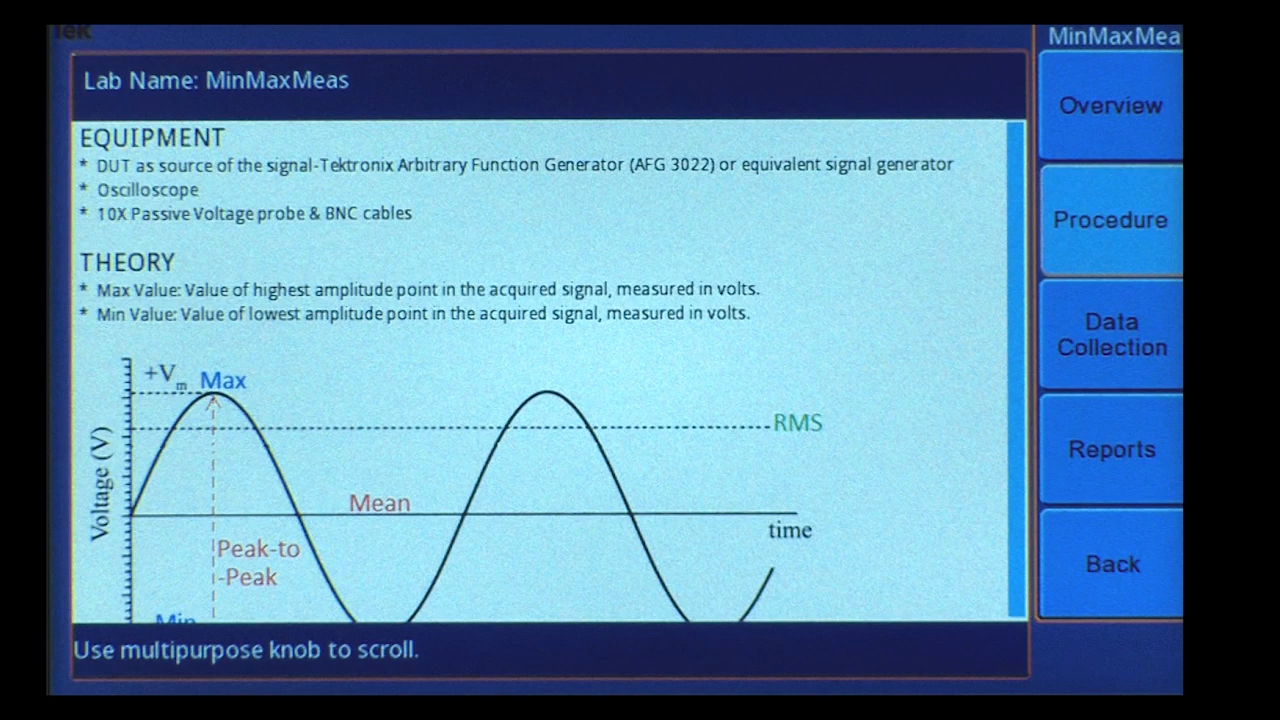 Tek
MinMaxMea
Lab Name: MinMaxMeas
Overview
EQUIPMENT
* DUT as source of the signal-Tektronix Arbitrary Function Generator (AFG 3022) or equivalent signal generator
* Oscilloscope
* 10X Passive Voltage probe & BNC cables
Procedure
THEORY
* Max Value: Value of highest amplitude point in the acquired signal, measured in volts.
* Min Value: Value of lowest amplitude point in the acquired signal, measured in volts.
Data
Collection
+Vm Max
RMS
Voltage (V)
Mean
time
Peak-to
-Peak
Min
Reports
Back
Use multipurpose knob to scroll.